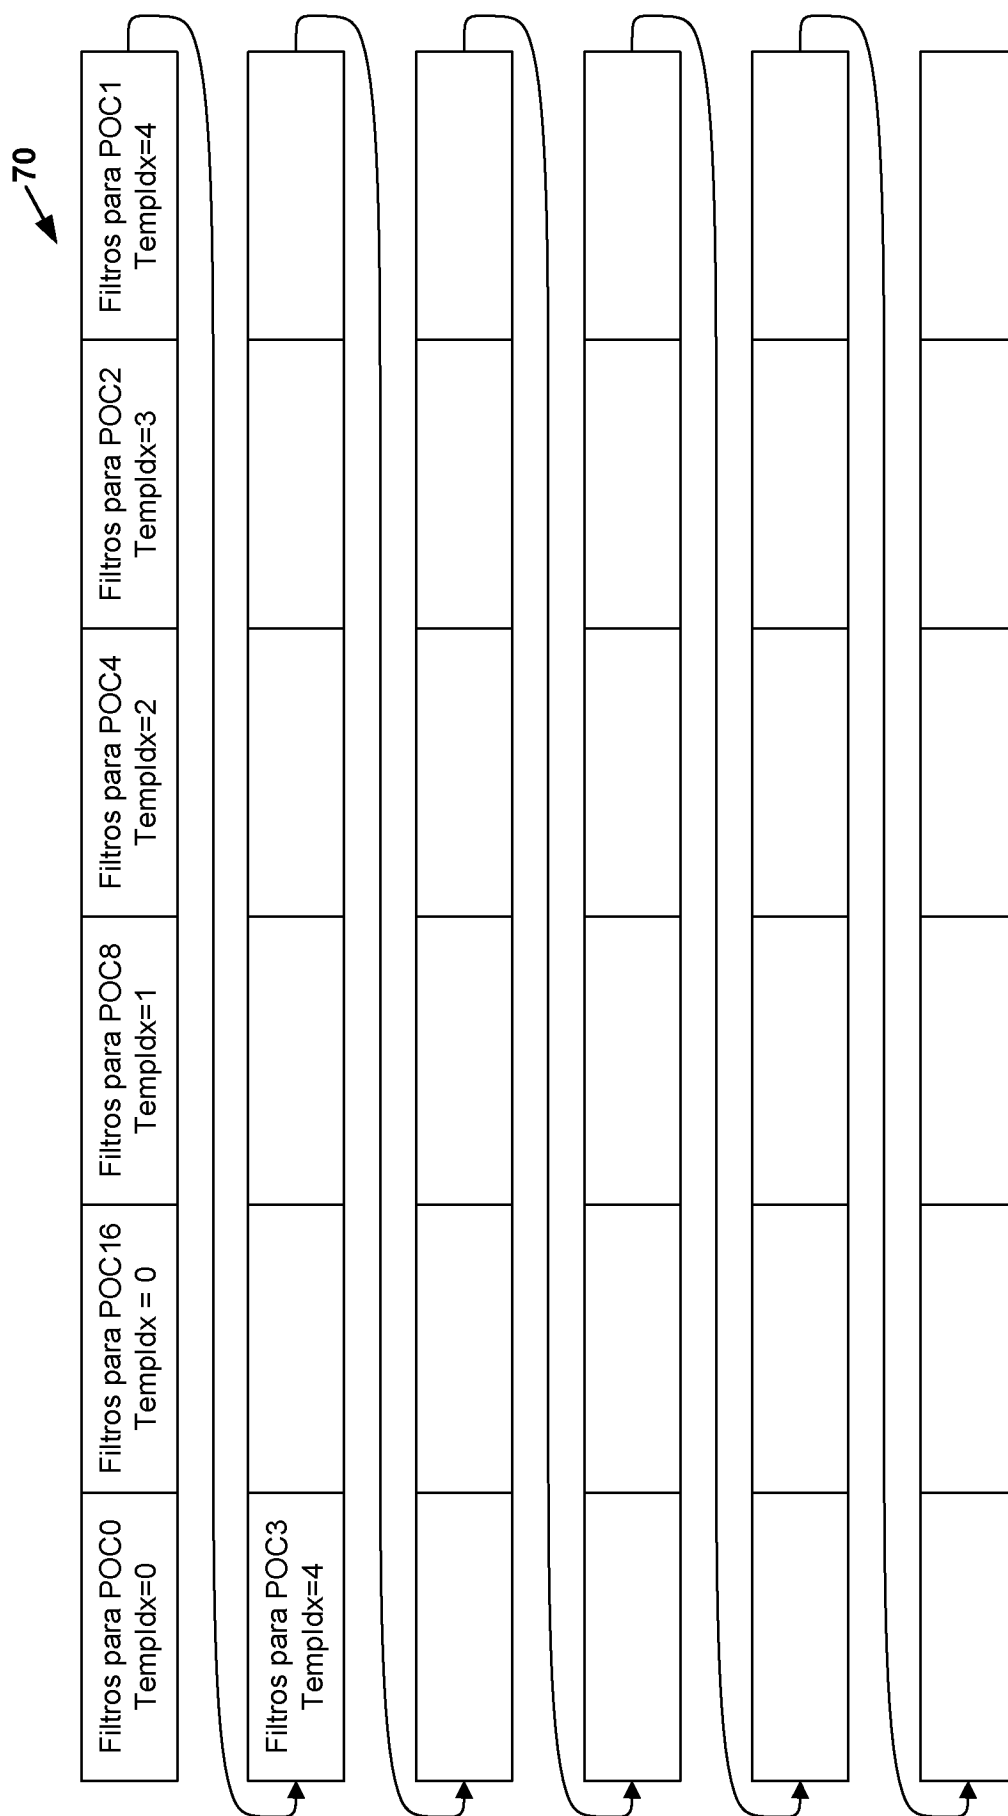 70
Filtros para POC0
TempIdx=0
Filtros para POC16
TempIdx = 0
Filtros para POC8
TempIdx=1
Filtros para POC4
TempIdx=2
Filtros para POC2
TempIdx=3
Filtros para POC1
TempIdx=4
Filtros para POC3
TempIdx=4